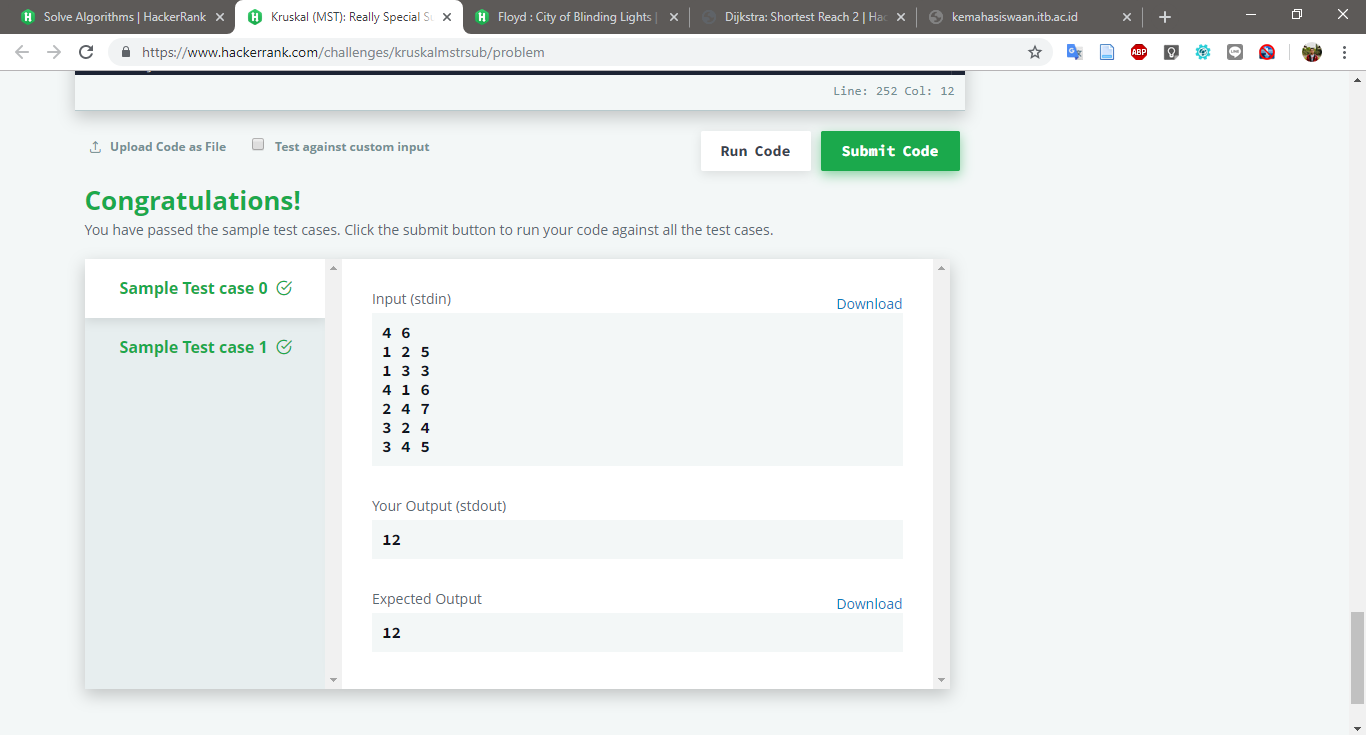 Solve Algorithms | HackerRank
Kruskal (MST): Really Special Su
Floyd : City of Blinding Lights |
Dijkstra: Shortest Reach 2 | Hac
kemahasiswaan.itb.ac.id
https://www.hackerrank.com/challenges/kruskalmstrsub/problem
ABP
Line: 252 Col: 12
Upload Code as File
Test against custom input
Run Code
Submit Code
Congratulations!
You have passed the sample test cases. Click the submit button to run your code against all the test cases.
Sample Test case 0
Sample Test case 1
Input (stdin)
Download
4 6
1 2 5
1 3 3
4 1 6
2 4 7
3 2 4
3 4 5
Your Output (stdout)
12
Expected Output
Download
12